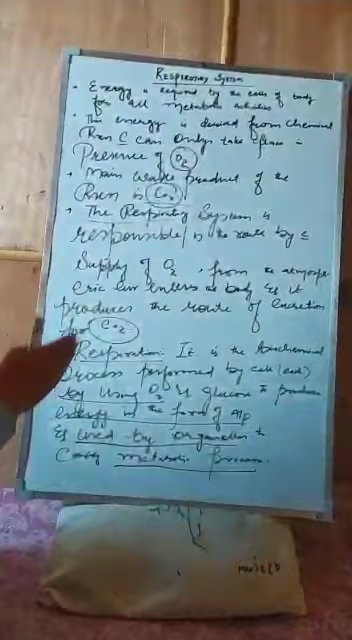 Respiratory System
• Energy is required by the cells of body
for all metabolic activities
• This energy is derived from chemical
Rxn C can only take place in
Presence of O2
• Main waste product of the
Rxn is CO2
• The Respiratory System is
responsible / is the route by C
Supply of O2, from the atmosph
eric air enters the body & it
produces the route of excretion
CO2
Respiration: It is the biochemical
Process performed by cell
by using O2 & glucose to produce
energy in the form of ATP
& used by organelles to
Carry metabolic Process.